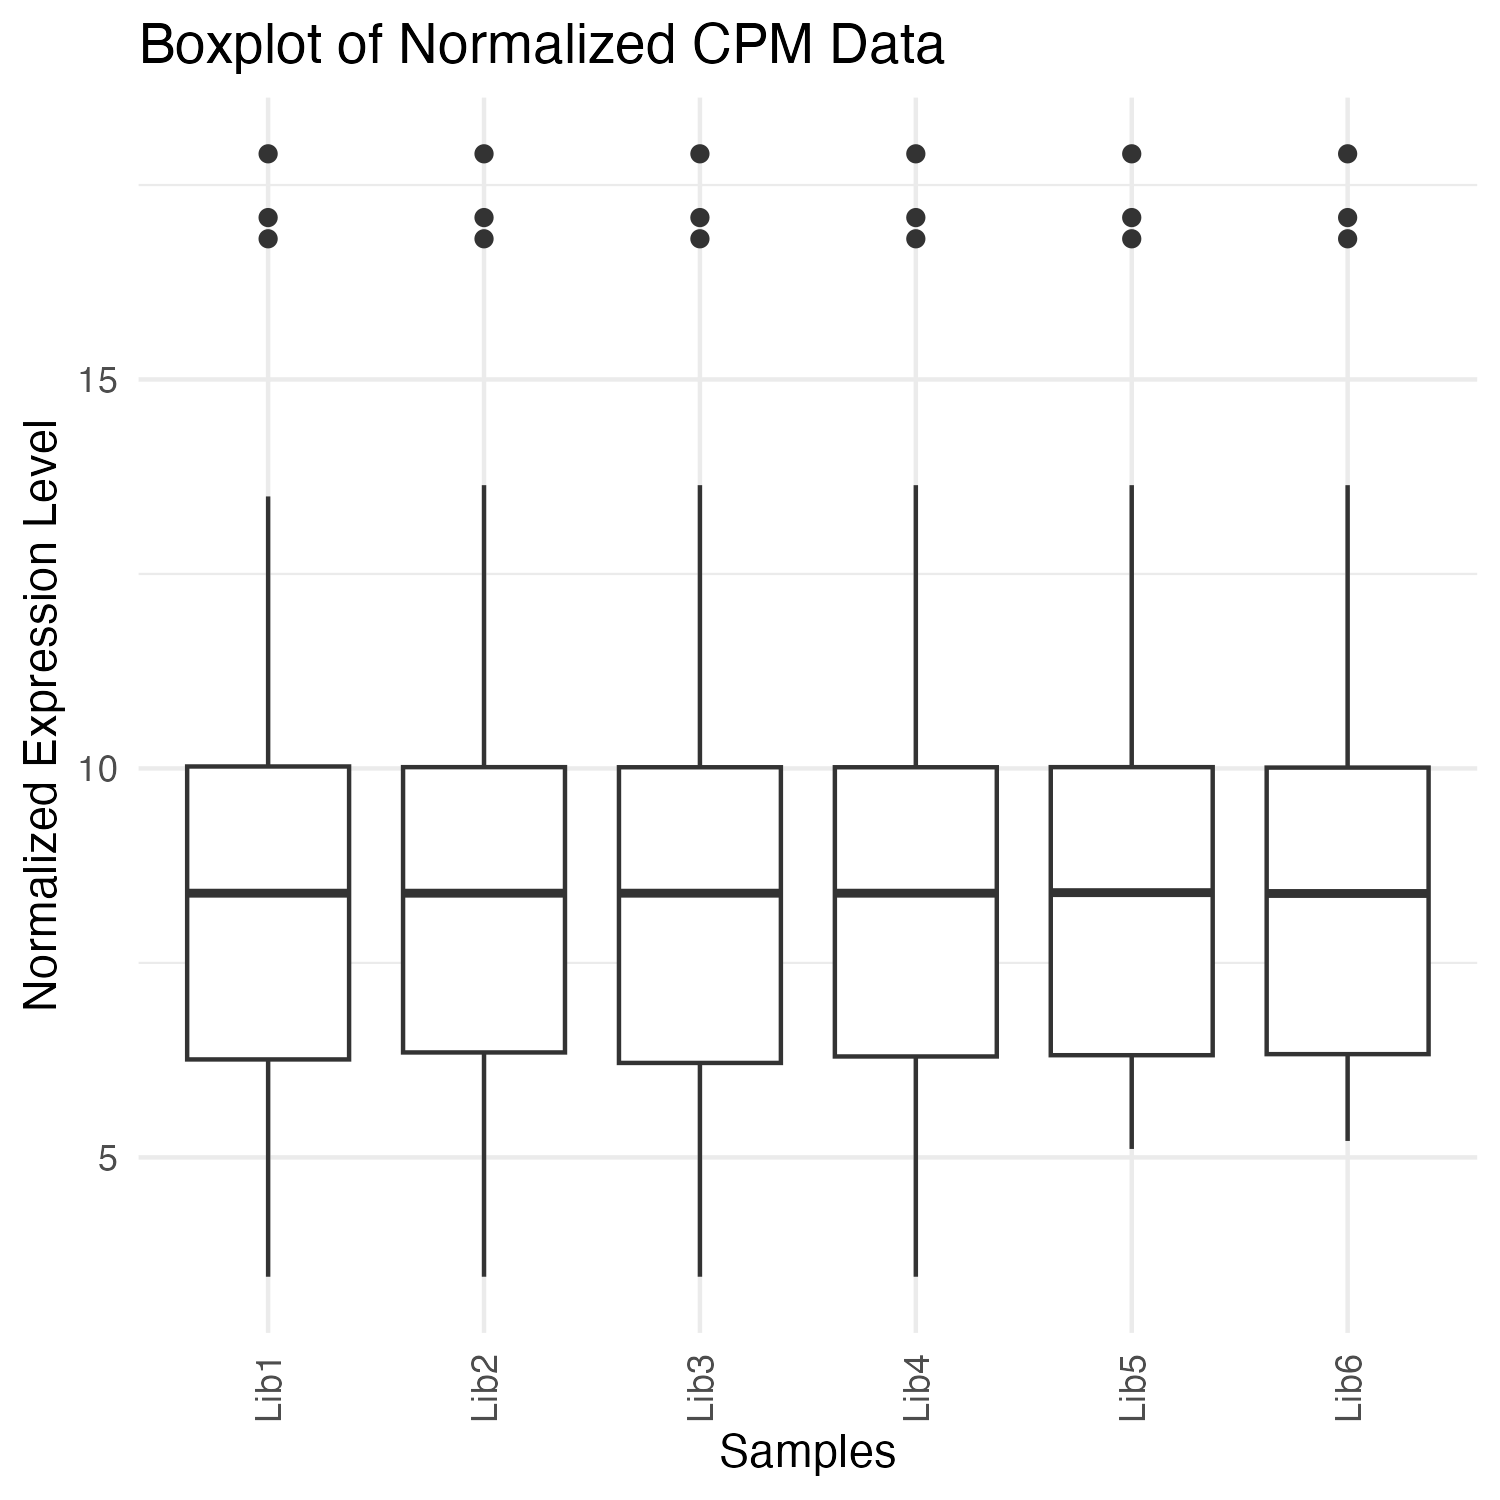 Boxplot of Normalized CPM Data
Normalized Expression Level
15
10
5
Lib1
Lib2
Lib3
Lib4
Lib5
Lib6
Samples